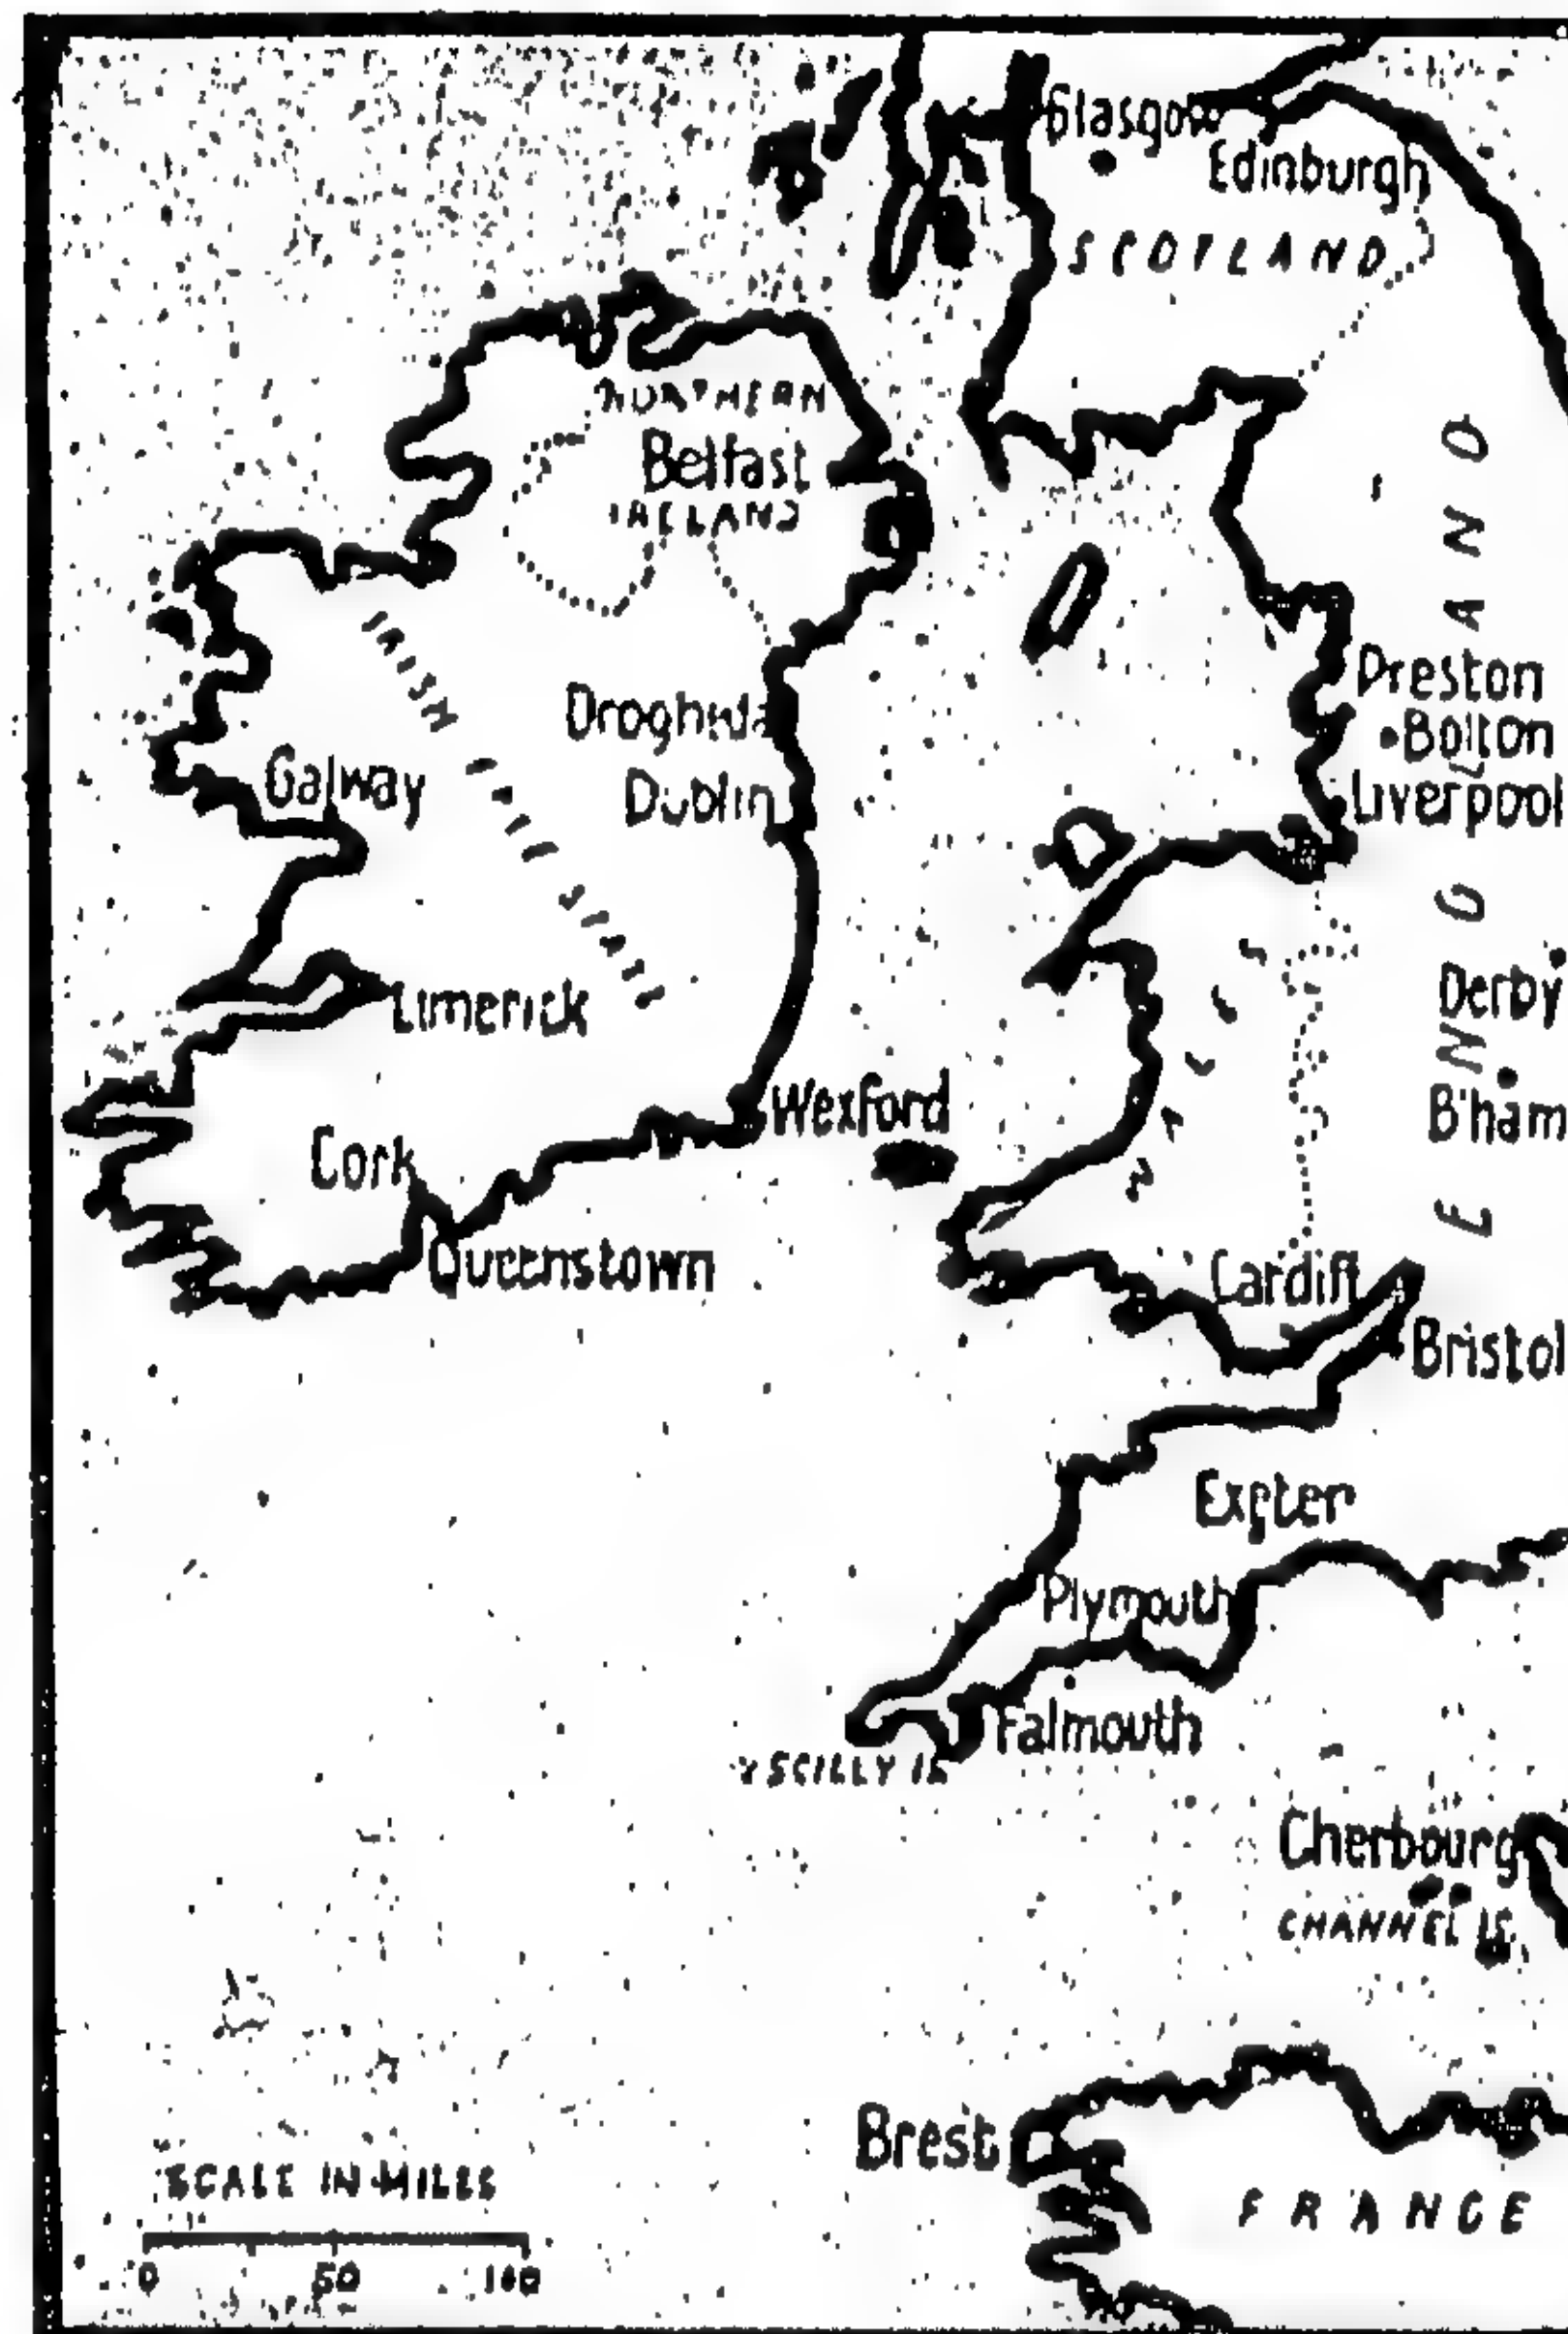 Glasgow
Edinburgh
SCOTLAND
NORTHERN
Belfast
IRELAND
IRISH FREE STATE
Drogheda
Dublin
Galway
Limerick
Wexford
Cork
Queenstown
ENGLAND
Preston
Bolton
Liverpool
Derby
B'ham
WALES
Cardiff
Bristol
Exeter
Plymouth
Falmouth
SCILLY IS
Cherbourg
CHANNEL IS.
Brest
FRANCE
SCALE IN MILES
0 50 100